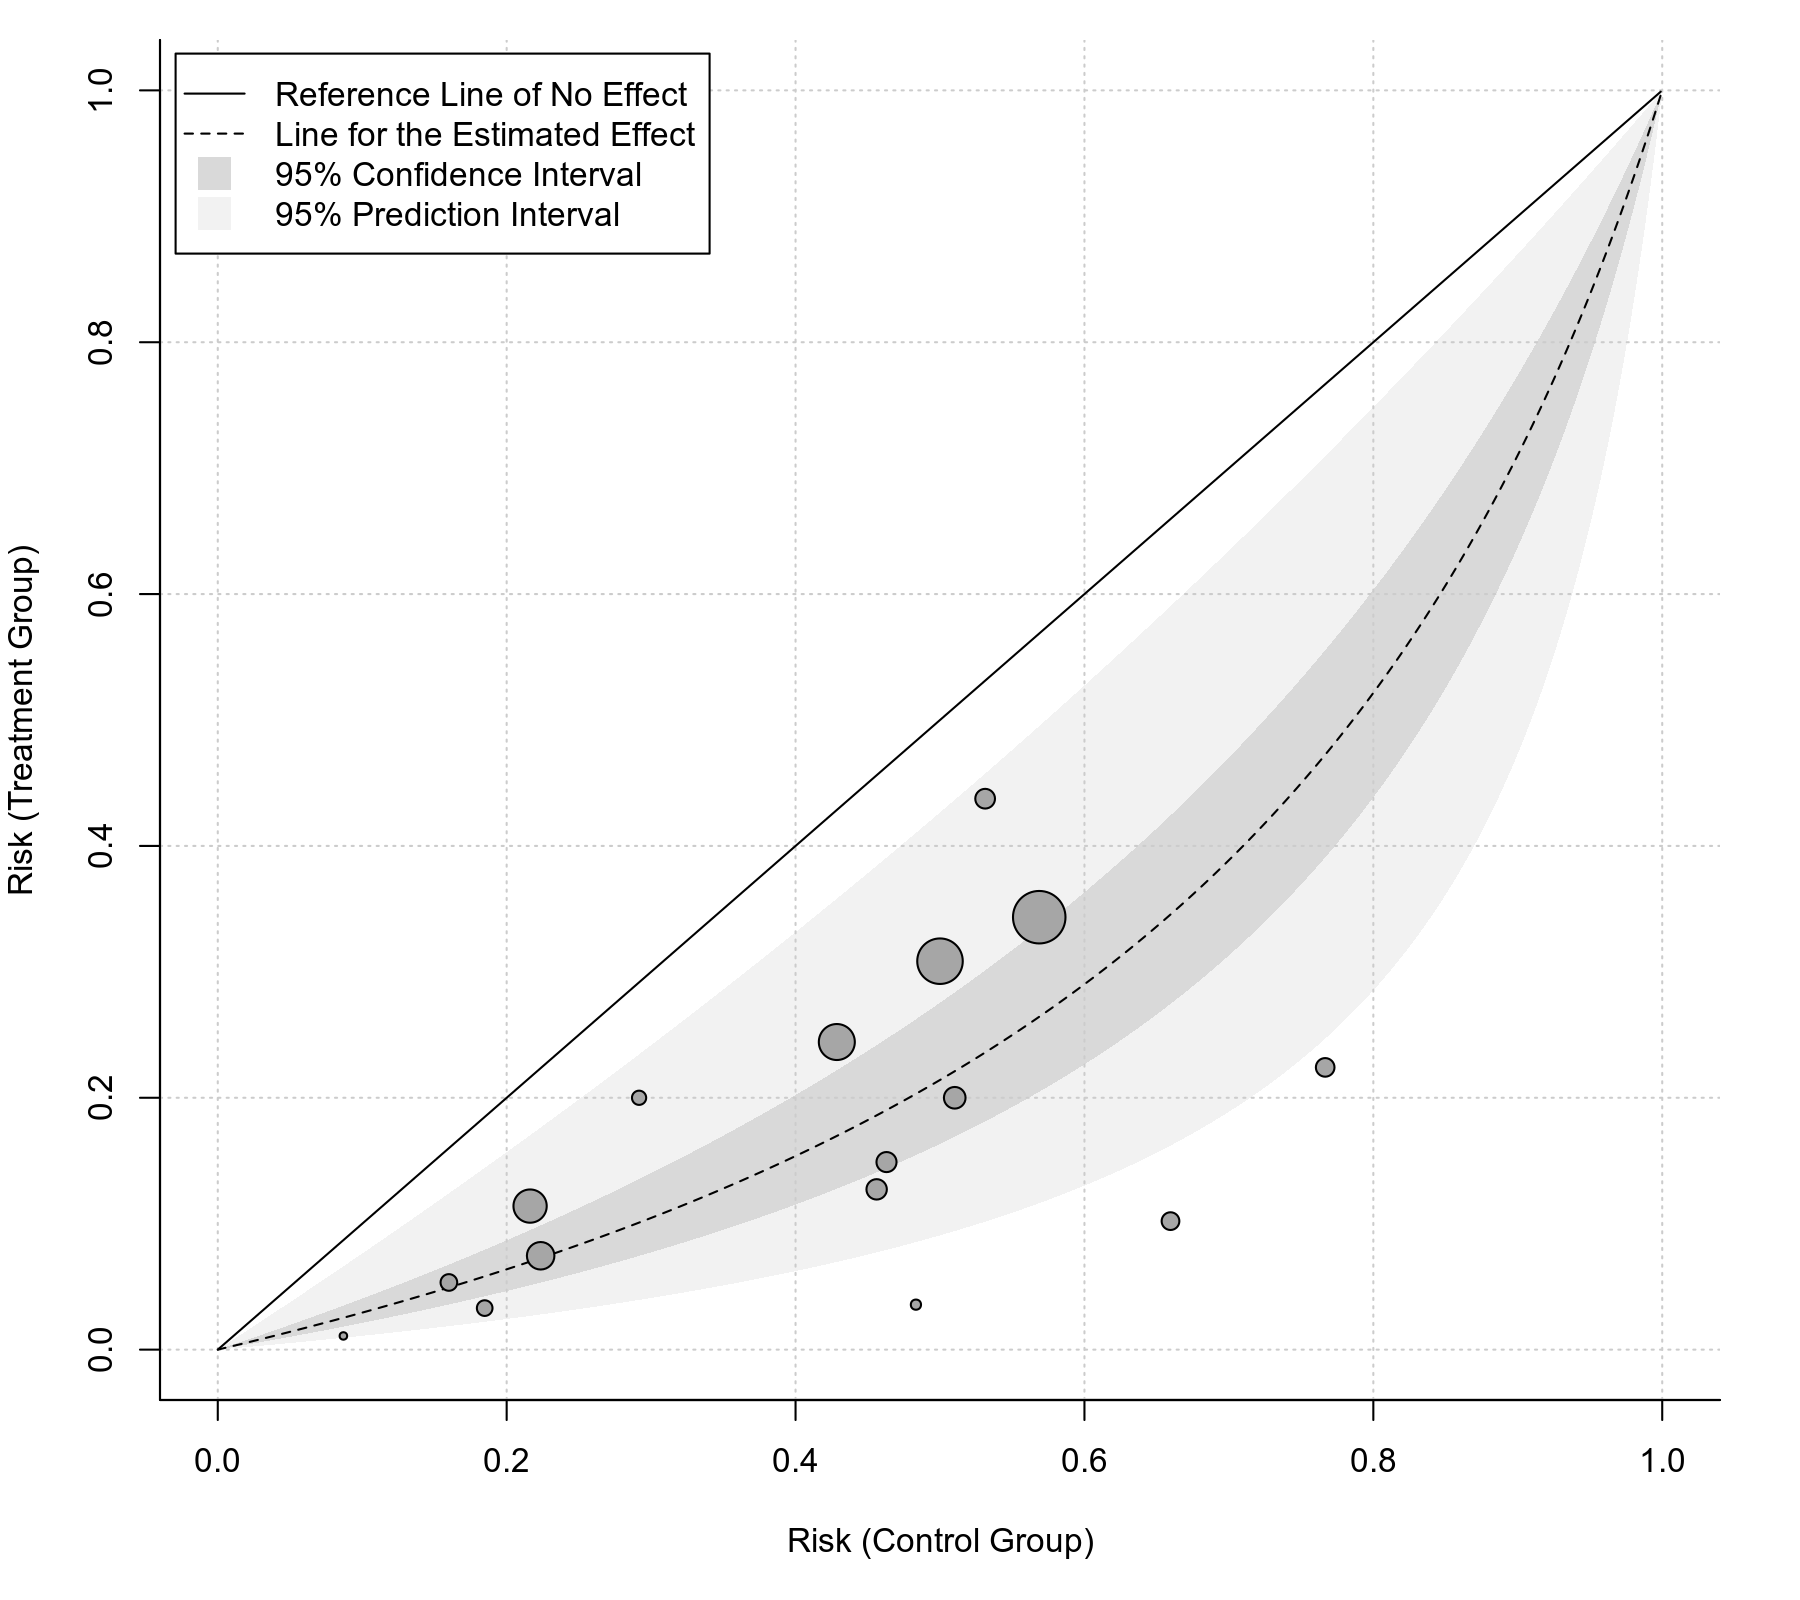 Reference Line of No Effect
Line for the Estimated Effect
95% Confidence Interval
95% Prediction Interval
Risk (Treatment Group)
1.0
0.8
0.6
0.4
0.2
0.0
0.0 0.2 0.4 0.6 0.8 1.0
Risk (Control Group)